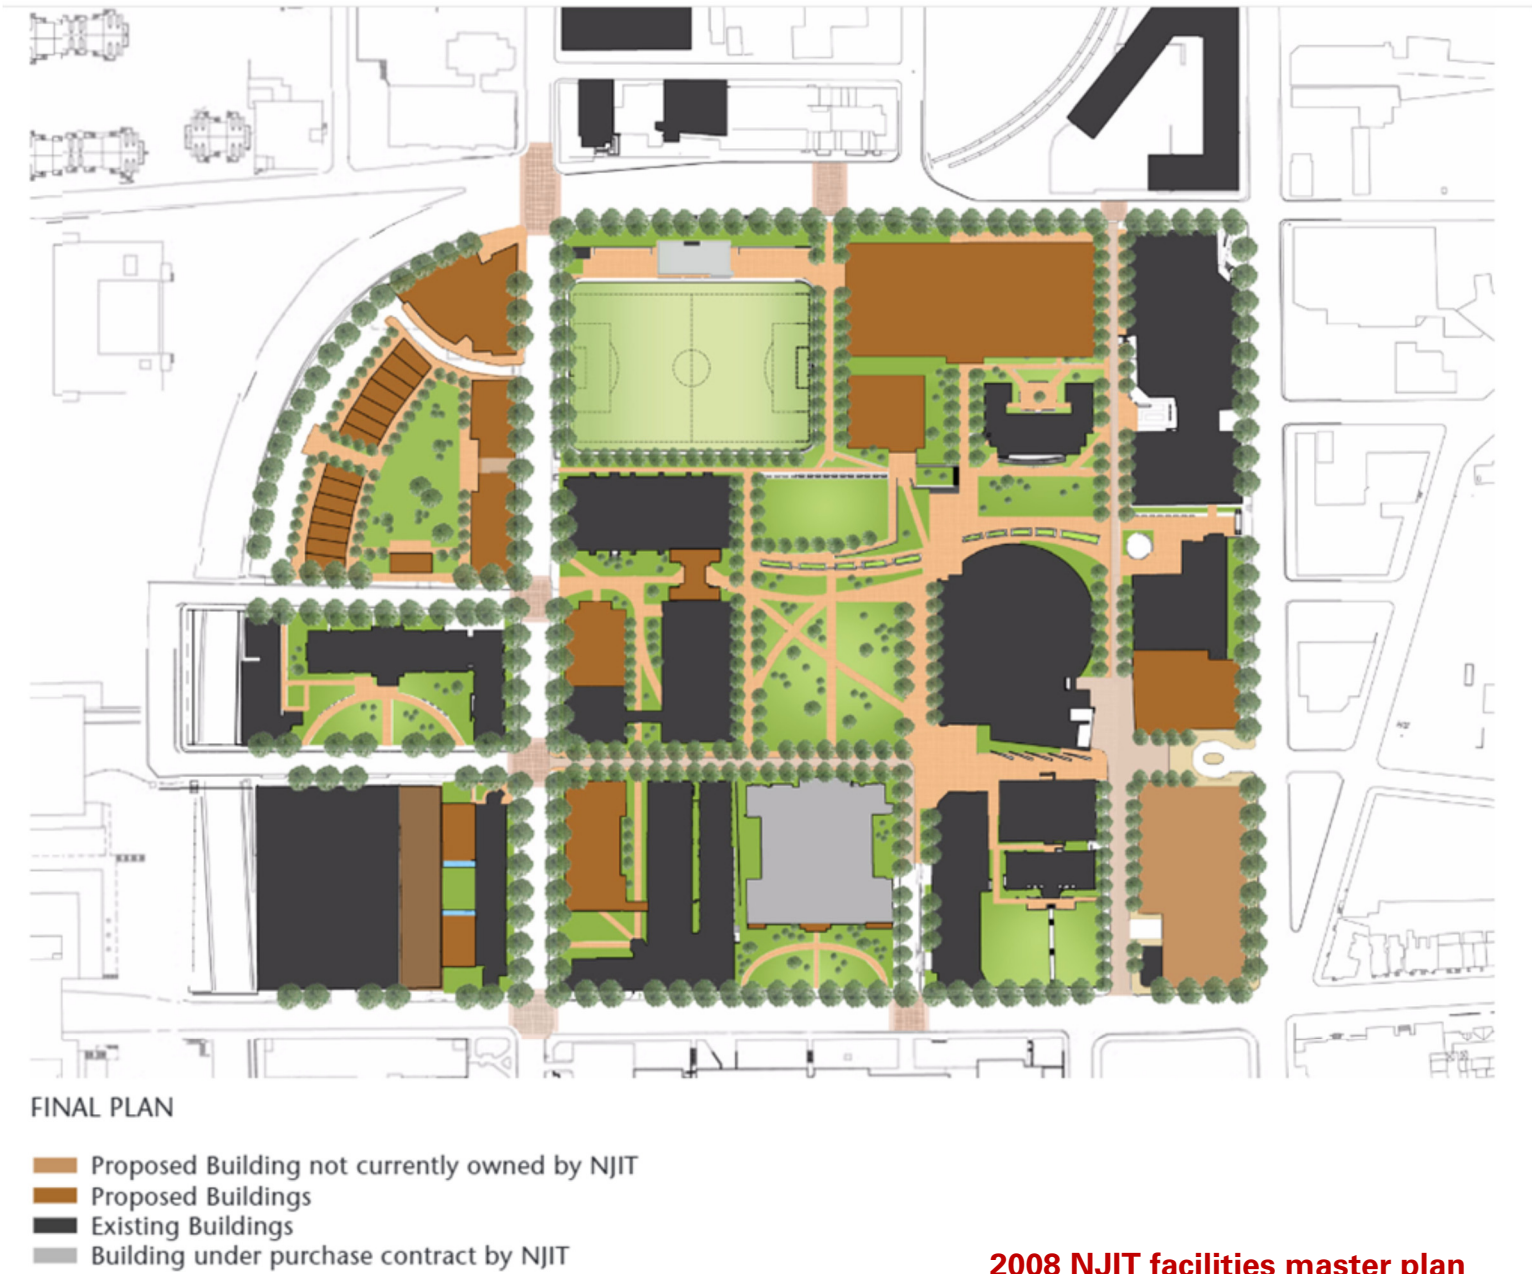 FINAL PLAN
Proposed Building not currently owned by NJIT
Proposed Buildings
Existing Buildings
Building under purchase contract by NJIT
2008 NJIT facilities master plan